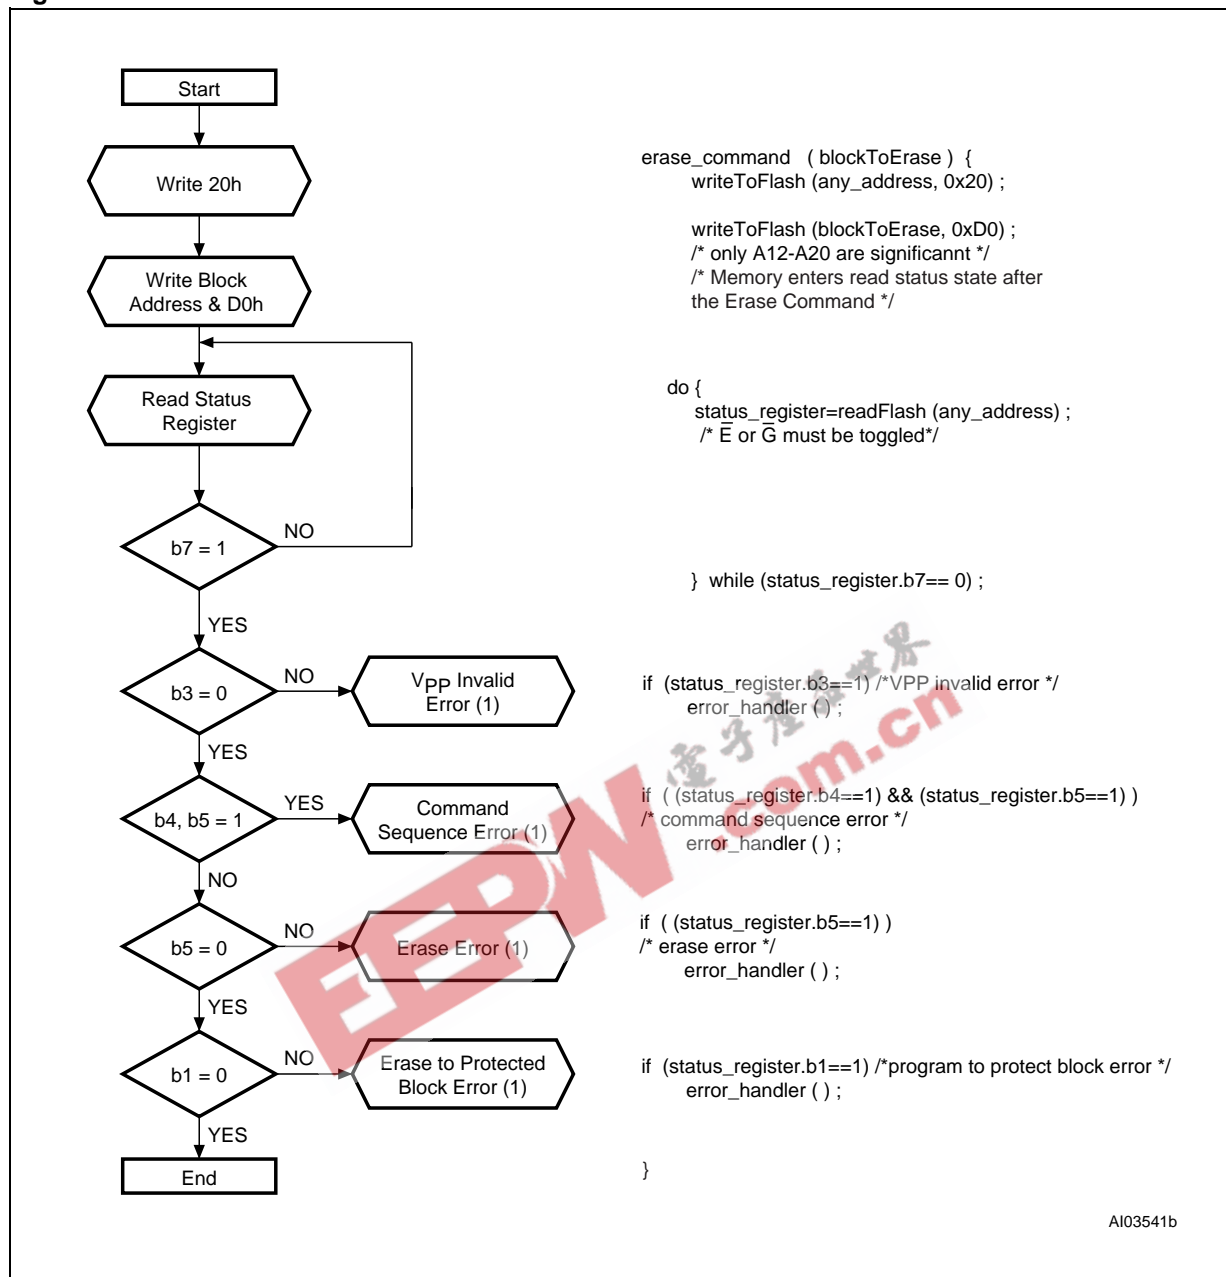 Start
Write 20h
Write Block
Address & D0h
Read Status
Register
b7 = 1
NO
YES
b3 = 0
NO
VPP Invalid
Error (1)
YES
b4, b5 = 1
YES
Command
Sequence Error (1)
NO
b5 = 0
NO
Erase Error (1)
YES
b1 = 0
NO
Erase to Protected
Block Error (1)
YES
End
erase_command ( blockToErase ) {
writeToFlash (any_address, 0x20) ;
writeToFlash (blockToErase, 0xD0) ;
/* only A12-A20 are significannt */
/* Memory enters read status state after
the Erase Command */
do {
status_register=readFlash (any_address) ;
/* E̅ or G̅ must be toggled*/
} while (status_register.b7== 0) ;
if (status_register.b3==1) /*VPP invalid error */
error_handler ( ) ;
if ( (status_register.b4==1) && (status_register.b5==1) )
/* command sequence error */
error_handler ( ) ;
if ( (status_register.b5==1) )
/* erase error */
error_handler ( ) ;
if (status_register.b1==1) /*program to protect block error */
error_handler ( ) ;
}
AI03541b
EEPW
電子產品世界
.com.cn